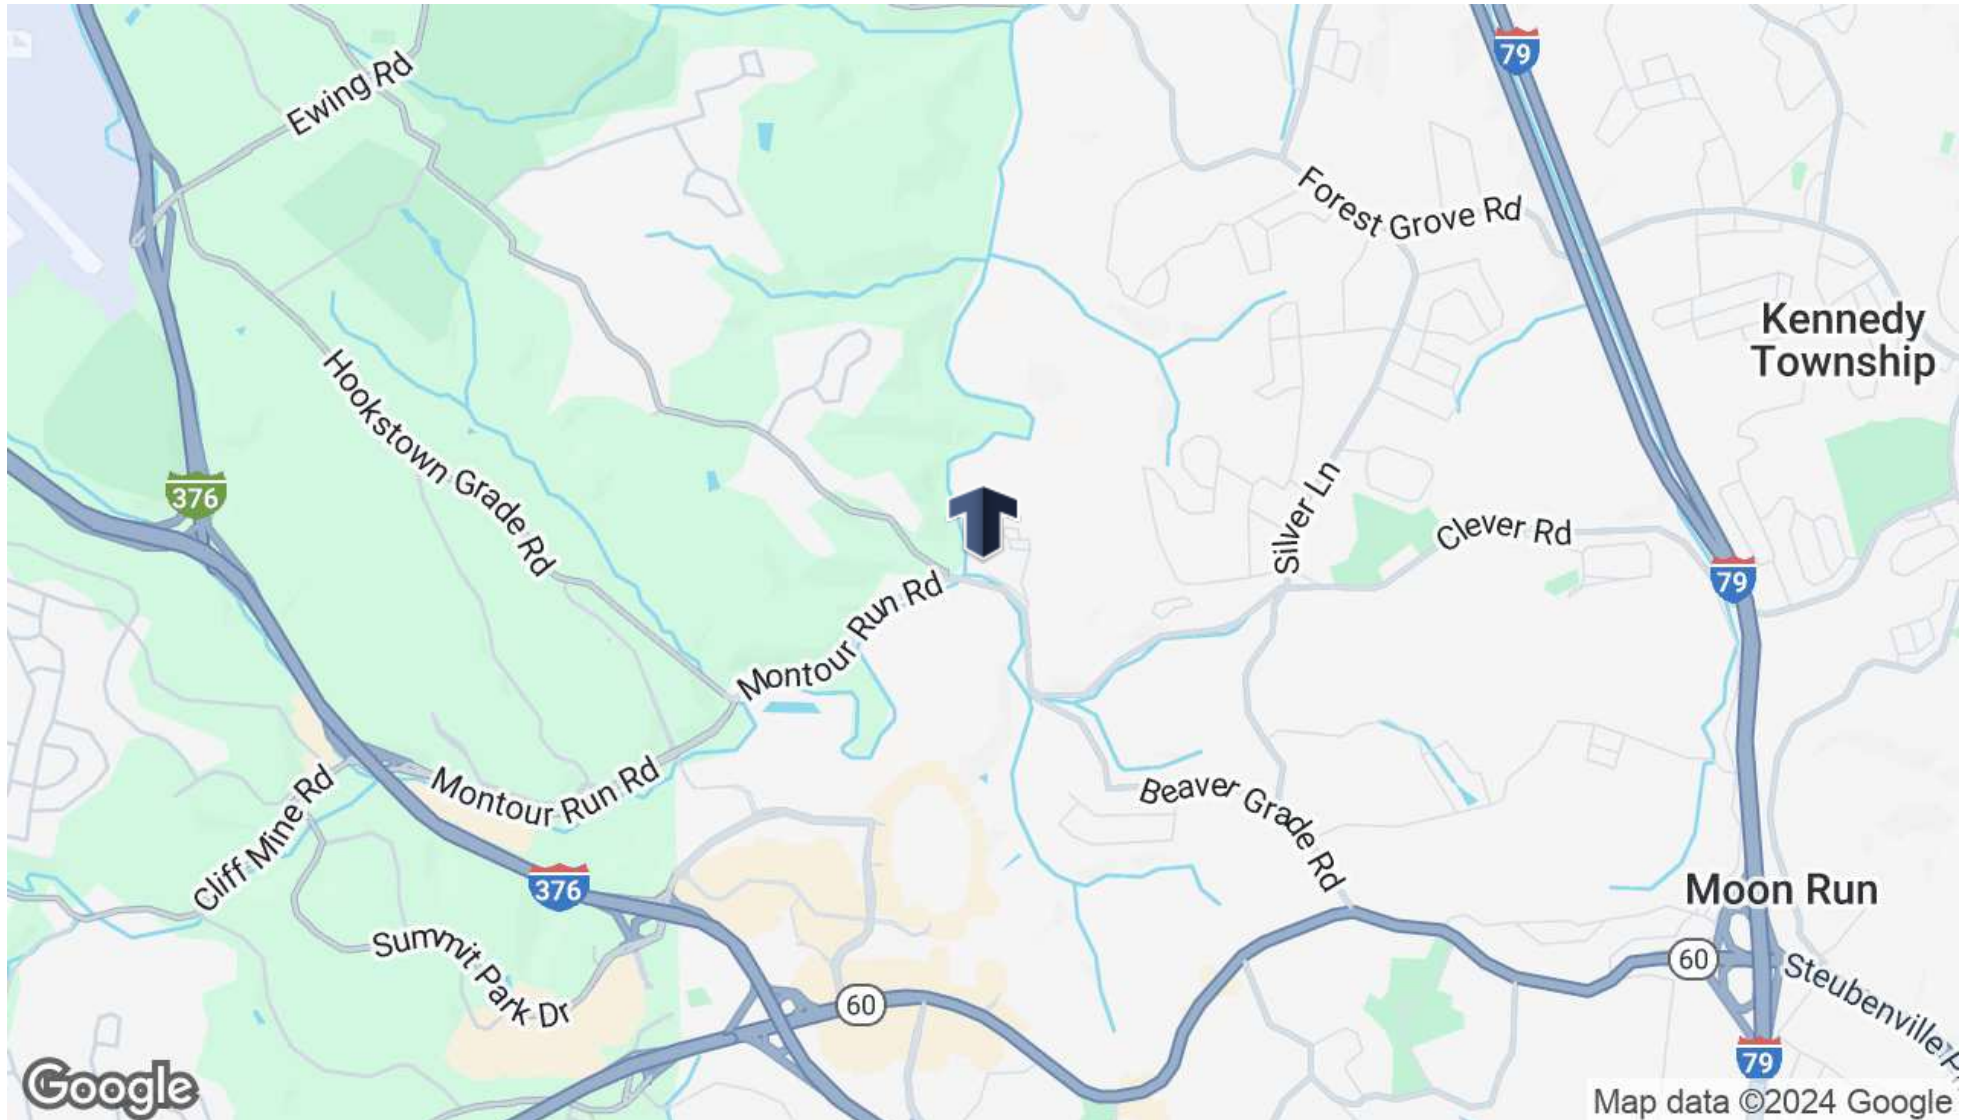 79
Ewing Rd
Forest Grove Rd
Kennedy
Township
Hookstown Grade Rd
376
Silver Ln
Clever Rd
79
Montour Run Rd
Montour Run Rd
Beaver Grade Rd
Cliff Mine Rd
376
Moon Run
Summit Park Dr
60
60
Steubenville
79
Google
Map data ©2024 Google